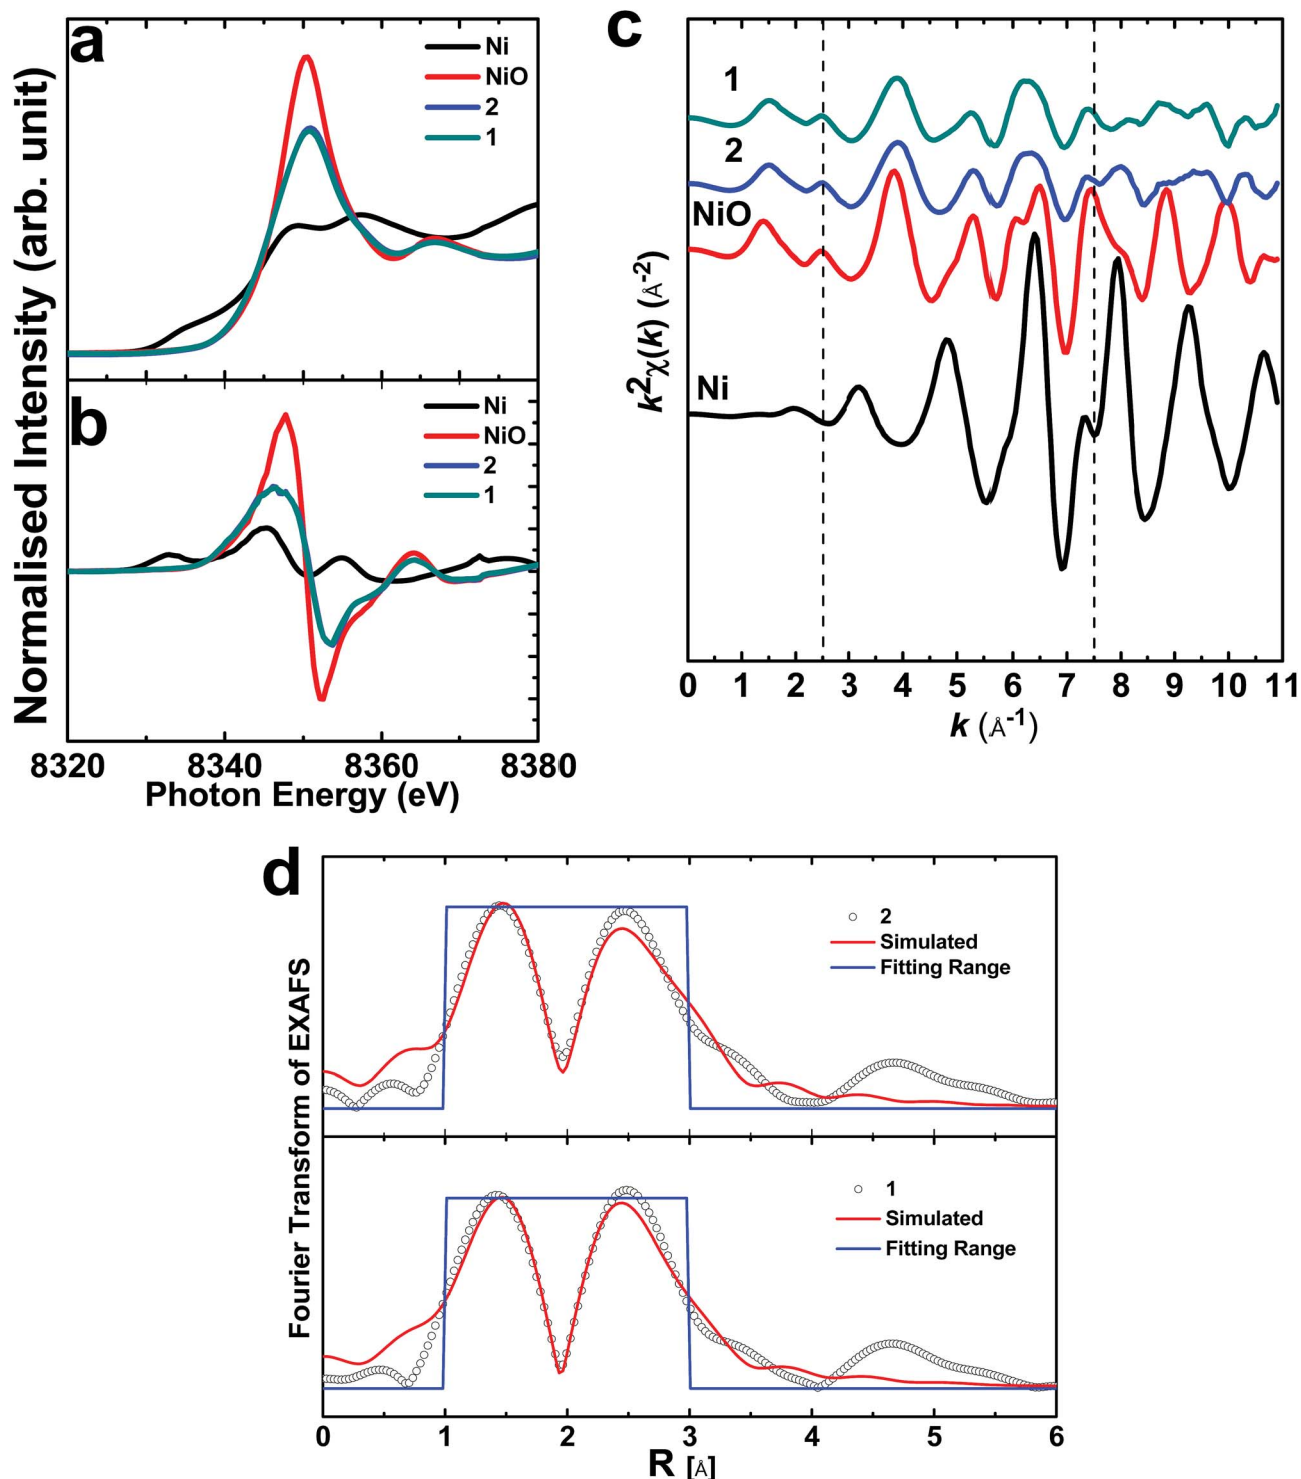 a
Ni
NiO
2
1
b
Ni
NiO
2
1
Normalised Intensity (arb. unit)
8320 8340 8360 8380
Photon Energy (eV)
c
1
2
NiO
Ni
k²χ(k) (Å⁻²)
0 1 2 3 4 5 6 7 8 9 10 11
k (Å⁻¹)
d
2
Simulated
Fitting Range
1
Simulated
Fitting Range
Fourier Transform of EXAFS
0 1 2 3 4 5 6
R [Å]